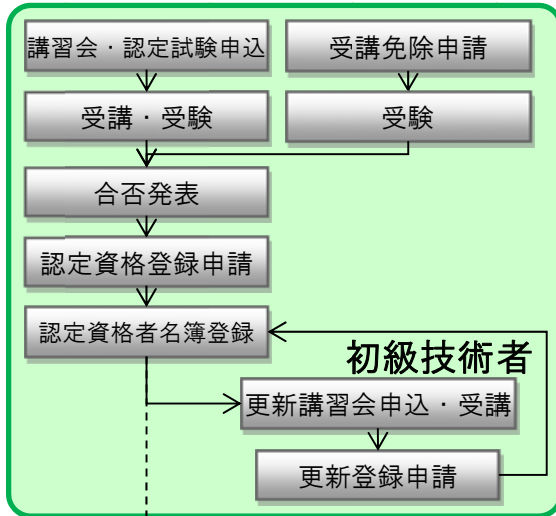 講習会・認定試験申込
受講免除申請
受講・受験
受験
合否発表
認定資格登録申請
認定資格者名簿登録
初級技術者
更新講習会申込・受講
更新登録申請